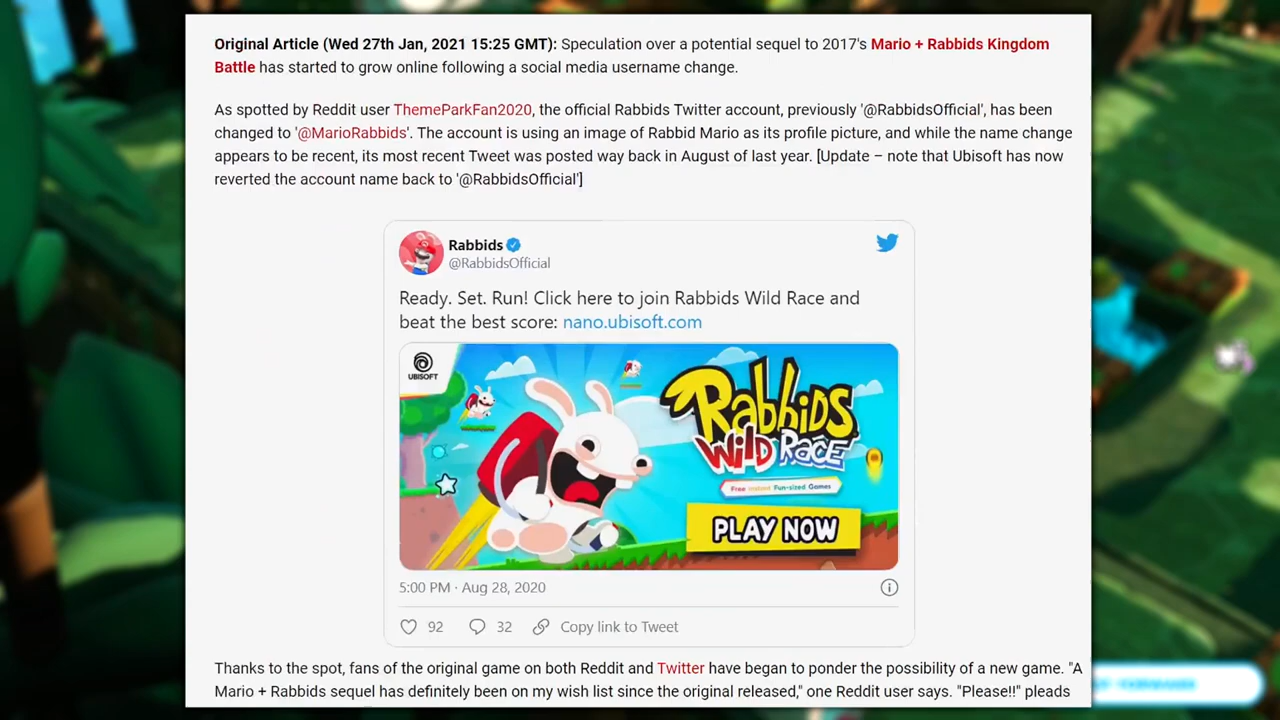 Original Article (Wed 27th Jan, 2021 15:25 GMT): Speculation over a potential sequel to 2017's Mario + Rabbids Kingdom
Battle has started to grow online following a social media username change.
As spotted by Reddit user ThemeParkFan2020, the official Rabbids Twitter account, previously '@RabbidsOfficial', has been
changed to '@MarioRabbids'. The account is using an image of Rabbid Mario as its profile picture, and while the name change
appears to be recent, its most recent Tweet was posted way back in August of last year. [Update – note that Ubisoft has now
reverted the account name back to '@RabbidsOfficial']
Rabbids
@RabbidsOfficial
Ready. Set. Run! Click here to join Rabbids Wild Race and
beat the best score: nano.ubisoft.com
UBISOFT
Rabbids
Wild Race
Free Instant Fun-sized Games
PLAY NOW
5:00 PM · Aug 28, 2020
92
32
Copy link to Tweet
Thanks to the spot, fans of the original game on both Reddit and Twitter have began to ponder the possibility of a new game. "A
Mario + Rabbids sequel has definitely been on my wish list since the original released," one Reddit user says. "Please!!" pleads